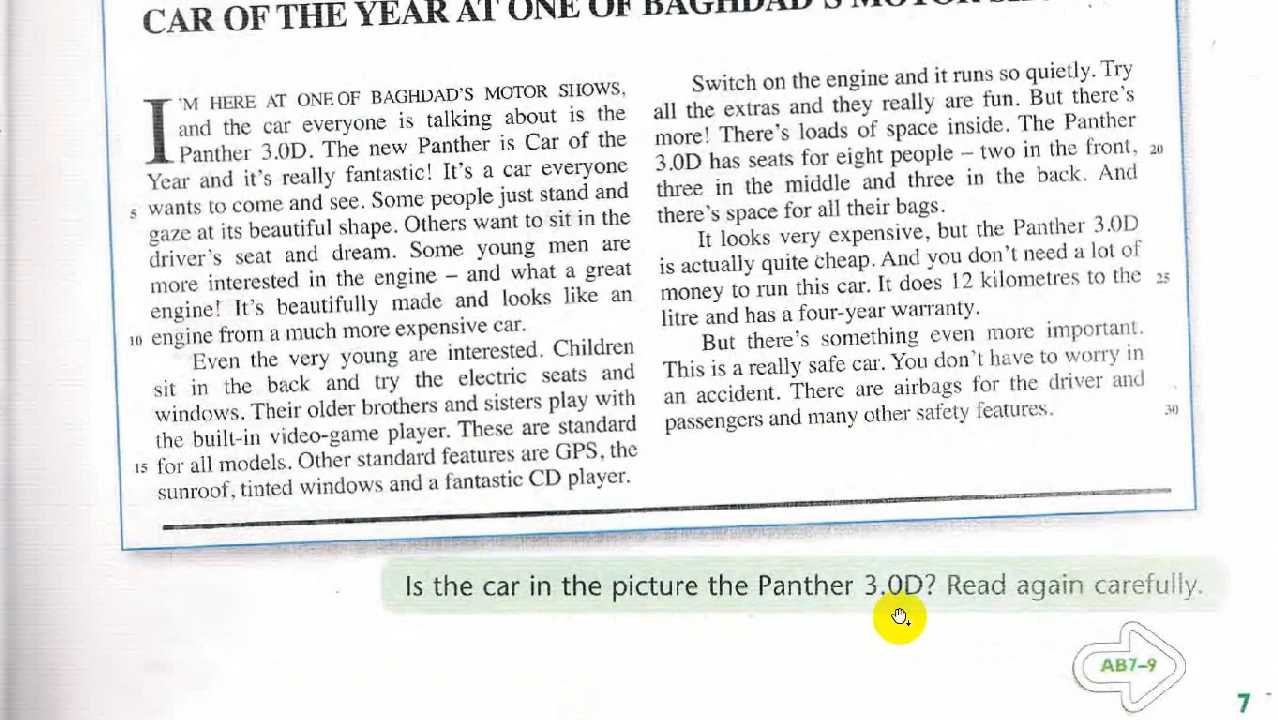 CAR OF THE YEAR AT ONE OF BAGHDAD'S MOTOR
I'M HERE AT ONE OF BAGHDAD'S MOTOR SHOWS,
and the car everyone is talking about is the
Panther 3.0D. The new Panther is Car of the
Year and it's really fantastic! It's a car everyone
5 wants to come and see. Some people just stand and
gaze at its beautiful shape. Others want to sit in the
driver's seat and dream. Some young men are
more interested in the engine – and what a great
engine! It's beautifully made and looks like an
10 engine from a much more expensive car.
Even the very young are interested. Children
sit in the back and try the electric seats and
windows. Their older brothers and sisters play with
the built-in video-game player. These are standard
15 for all models. Other standard features are GPS, the
sunroof, tinted windows and a fantastic CD player.
Switch on the engine and it runs so quietly. Try
all the extras and they really are fun. But there's
more! There's loads of space inside. The Panther
3.0D has seats for eight people – two in the front, 20
three in the middle and three in the back. And
there's space for all their bags.
It looks very expensive, but the Panther 3.0D
is actually quite cheap. And you don't need a lot of
money to run this car. It does 12 kilometres to the 25
litre and has a four-year warranty.
But there's something even more important.
This is a really safe car. You don't have to worry in
an accident. There are airbags for the driver and
passengers and many other safety features. 30
Is the car in the picture the Panther 3.0D? Read again carefully.
AB7–9
7